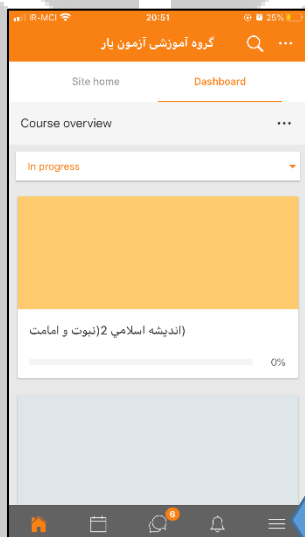 IR-MCI 20:51 25%
گروه آموزشی آزمون یار
Site home Dashboard
Course overview
In progress
(انديشه اسلامي 2(نبوت و امامت
0%
6